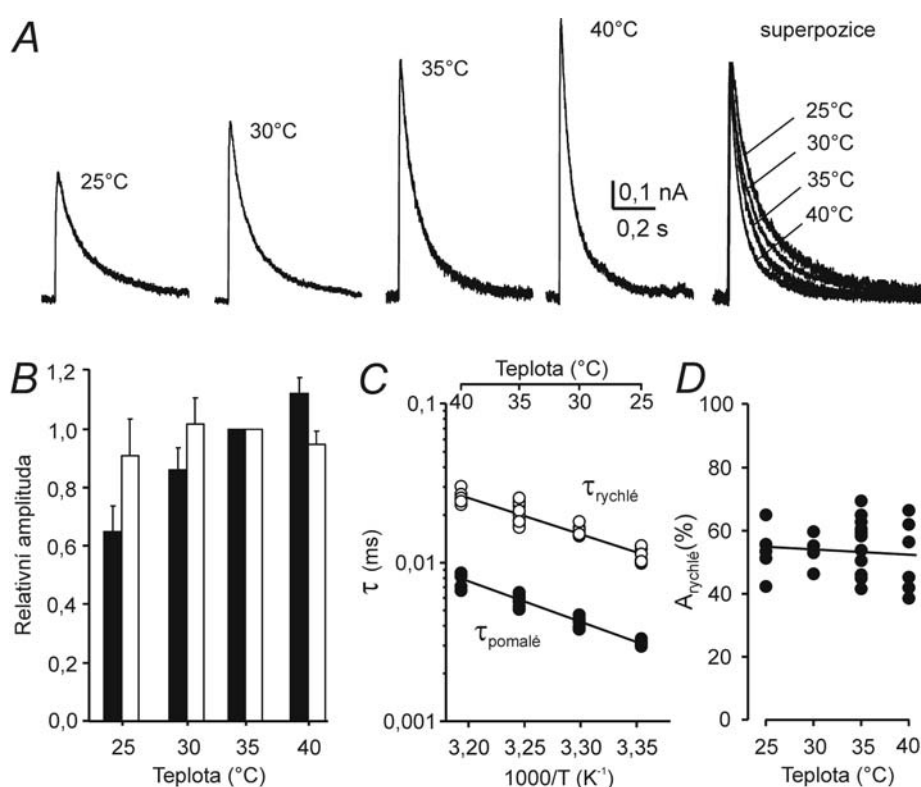 A
25°C
30°C
35°C
40°C
0,1 nA
0,2 s
superpozice
25°C
30°C
35°C
40°C
B
Relativní amplituda
1,2
1,0
0,8
0,6
0,4
0,2
0,0
25 30 35 40
Teplota (°C)
C
Teplota (°C)
40 35 30 25
τ (ms)
0,1
0,01
0,001
τrychlé
τpomalé
3,20 3,25 3,30 3,35
1000/T (K-1)
D
Arychlé(%)
100
80
60
40
20
0
25 30 35 40
Teplota (°C)